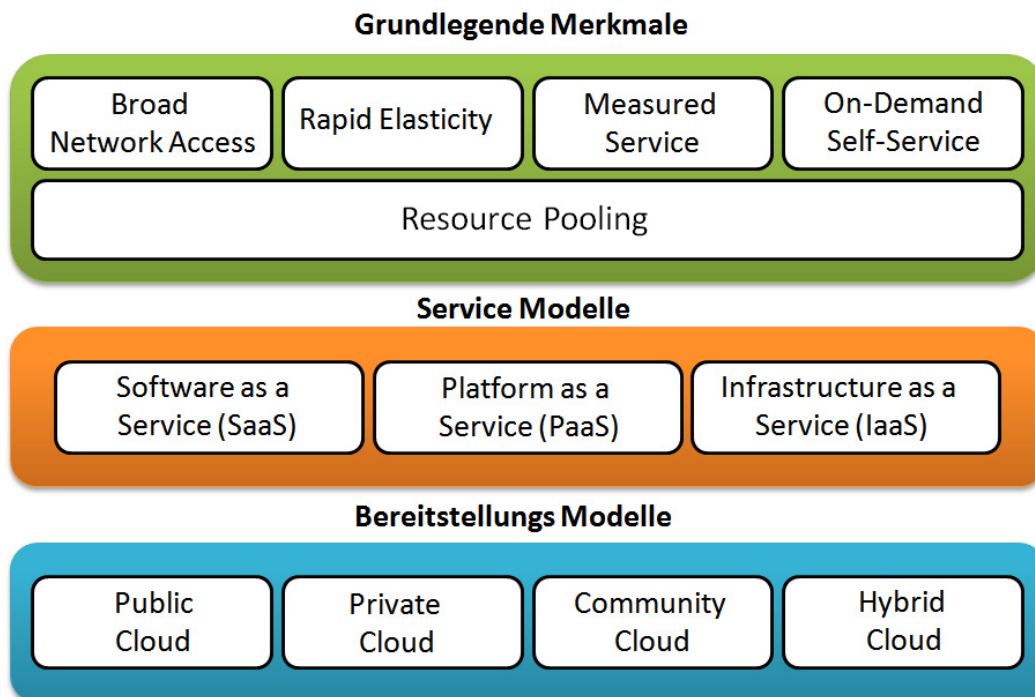 Grundlegende Merkmale
Broad
Network Access
Rapid Elasticity
Measured
Service
On-Demand
Self-Service
Resource Pooling
Service Modelle
Software as a
Service (SaaS)
Platform as a
Service (PaaS)
Infrastructure as a
Service (IaaS)
Bereitstellungs Modelle
Public
Cloud
Private
Cloud
Community
Cloud
Hybrid
Cloud